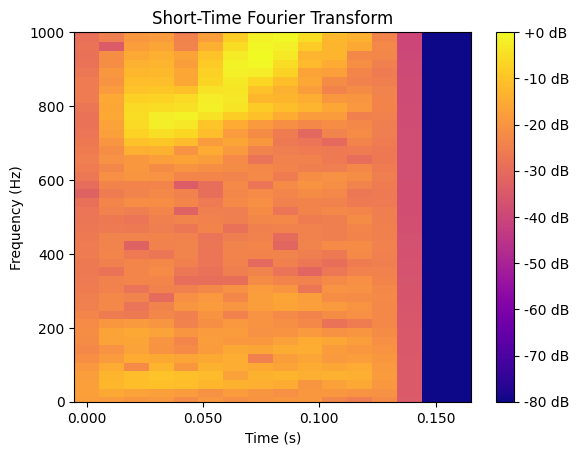 Short-Time Fourier Transform
1000
800
600
400
200
0
Frequency (Hz)
0.000
0.050
0.100
0.150
Time (s)
+0 dB
-10 dB
-20 dB
-30 dB
-40 dB
-50 dB
-60 dB
-70 dB
-80 dB